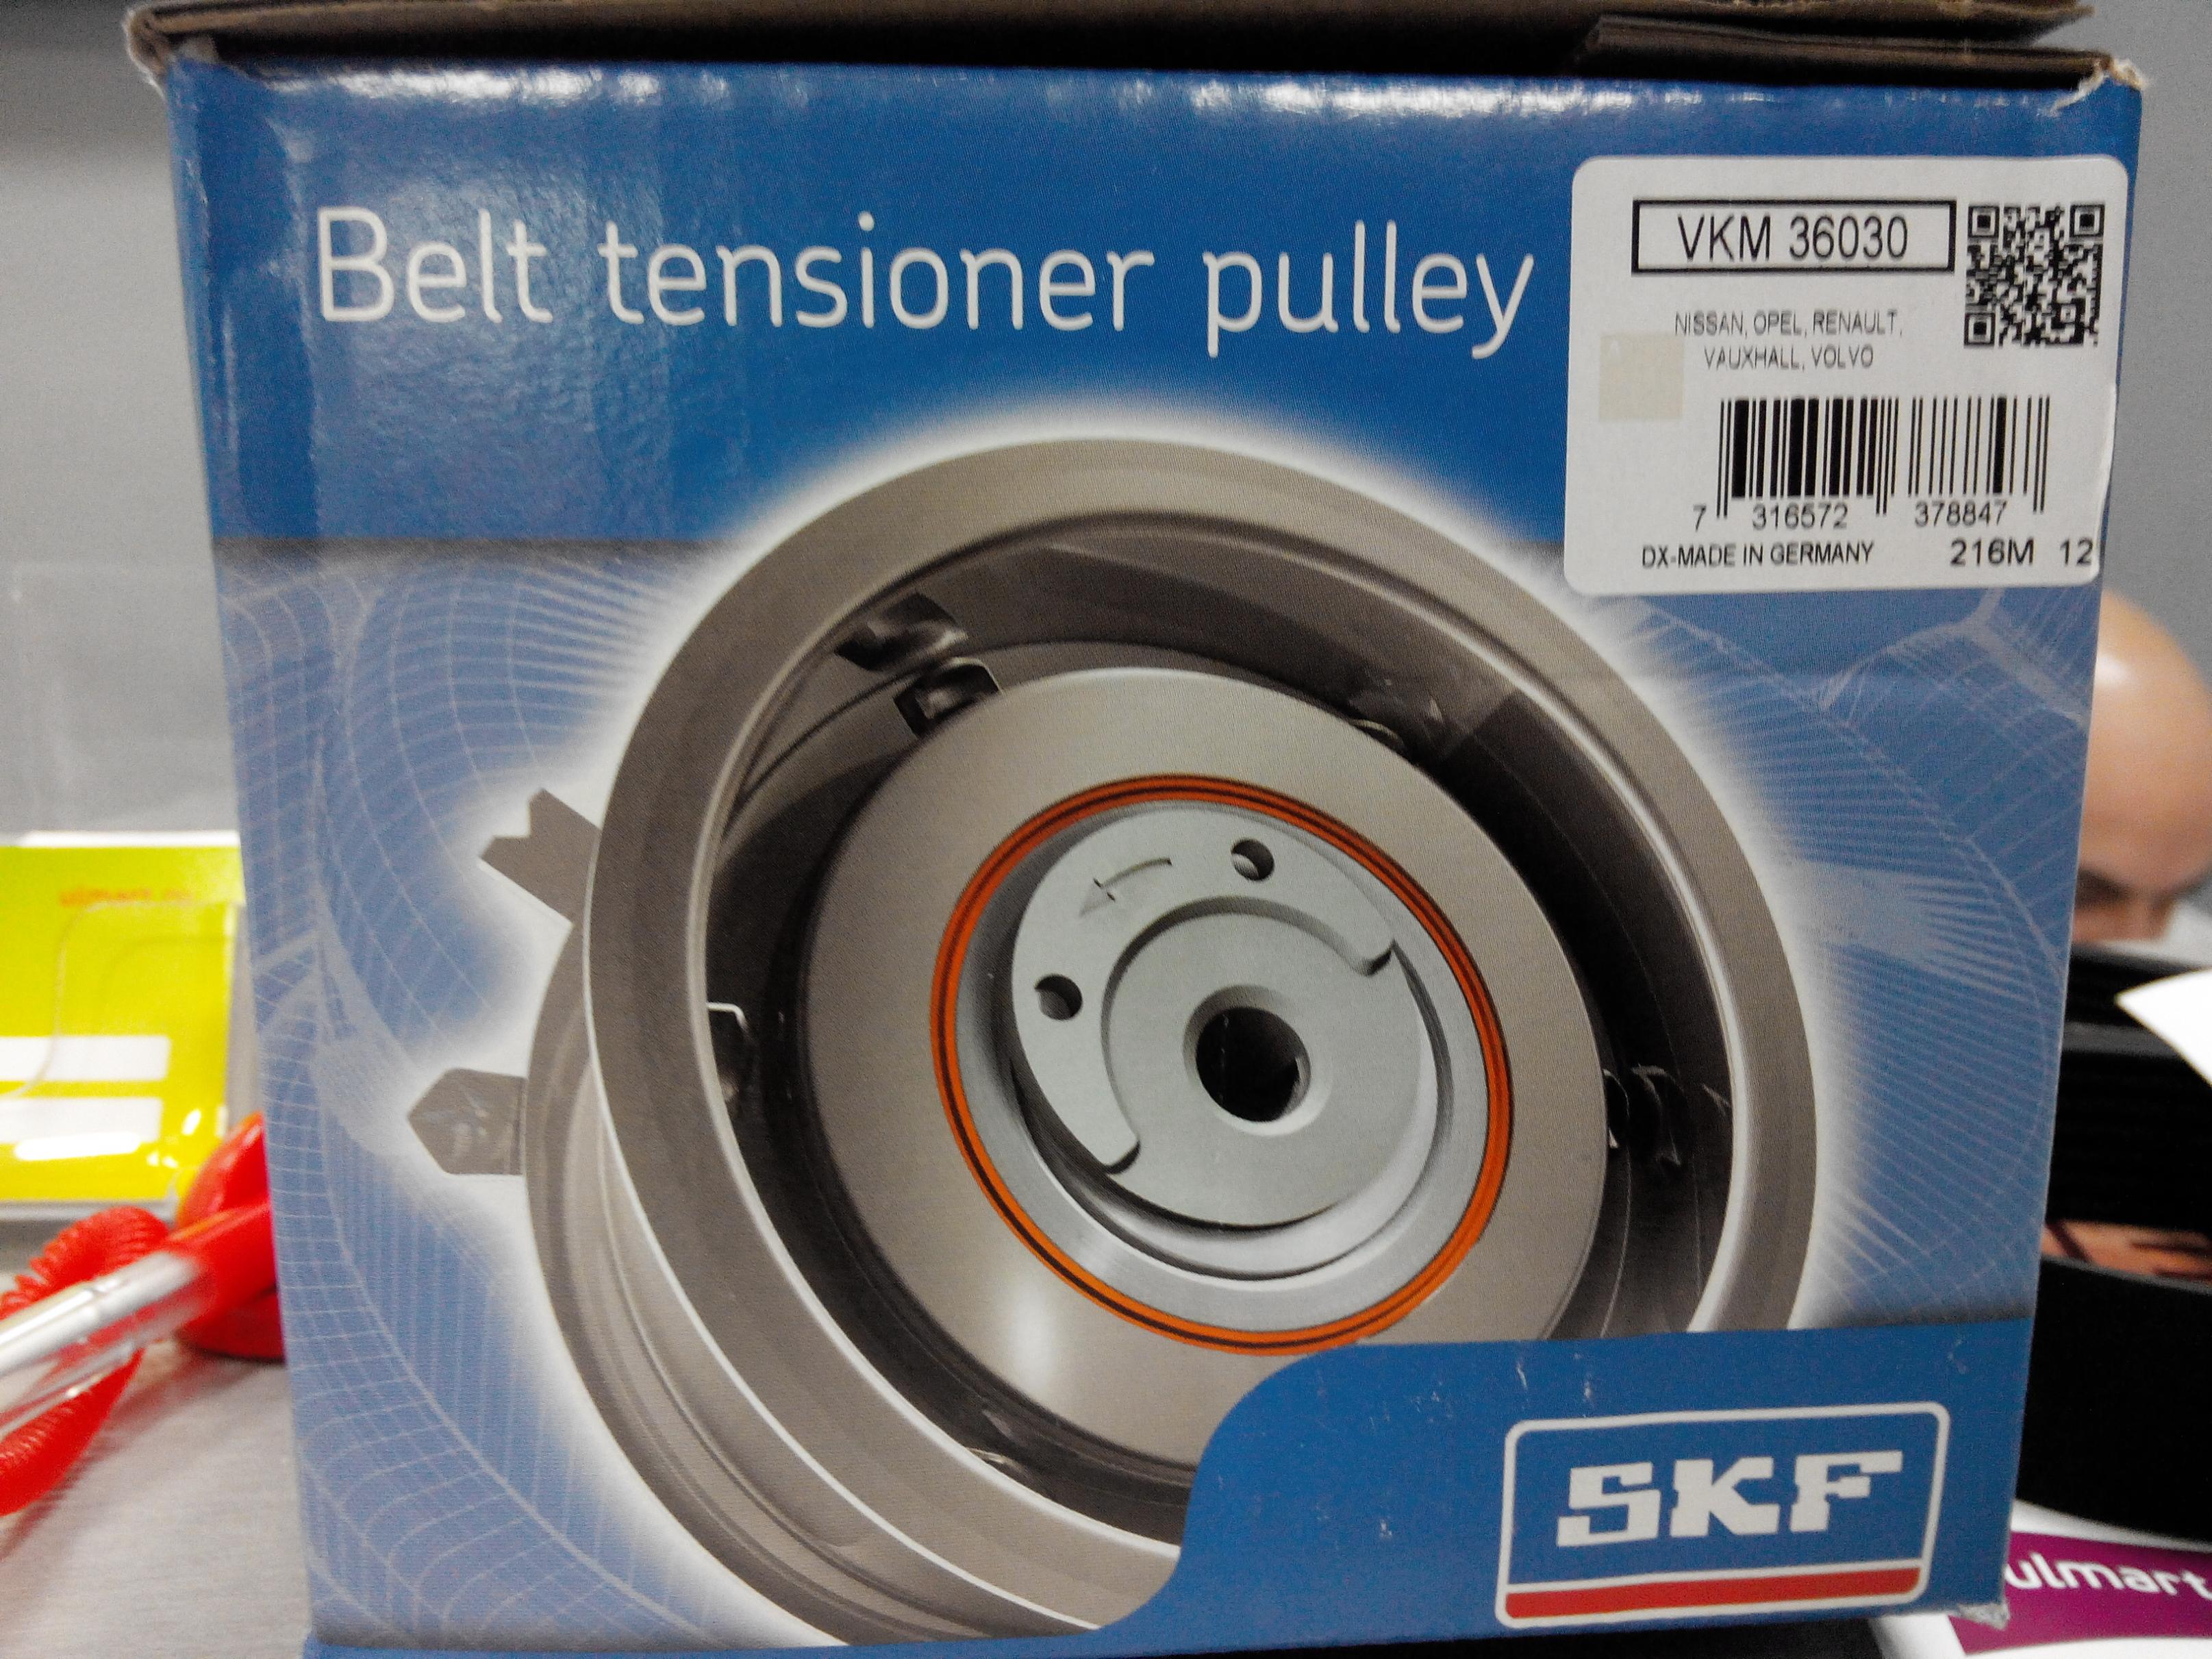 Belt tensioner pulley
VKM 36030
NISSAN, OPEL, RENAULT,
VAUXHALL, VOLVO
7 316572 378847
DX-MADE IN GERMANY 216M 12
SKF
ulmart